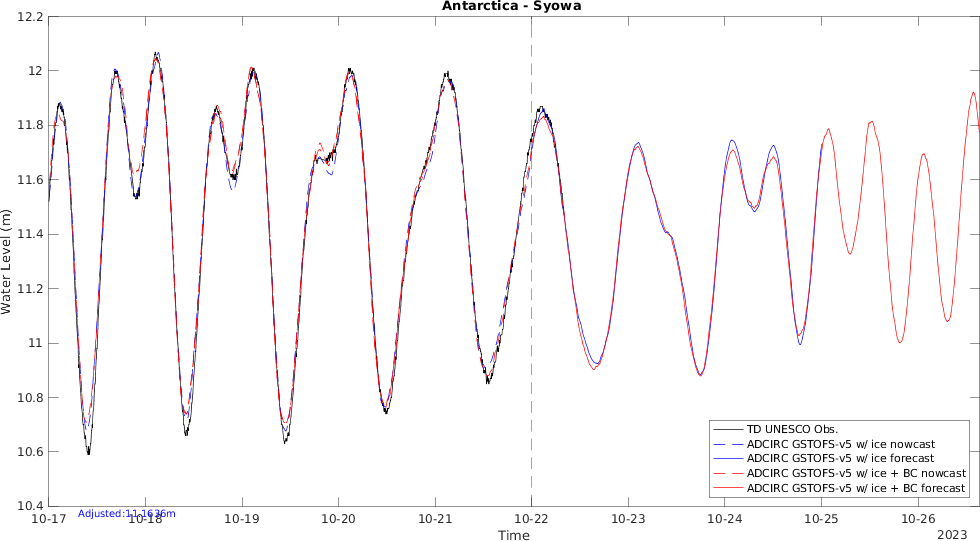 Antarctica - Syowa
12.2
12
11.8
11.6
11.4
11.2
11
10.8
10.6
10.4
Water Level (m)
TD UNESCO Obs.
ADCIRC GSTOFS-v5 w/ ice nowcast
ADCIRC GSTOFS-v5 w/ ice forecast
ADCIRC GSTOFS-v5 w/ ice + BC nowcast
ADCIRC GSTOFS-v5 w/ ice + BC forecast
Adjusted:11.1636m
10-17 10-18 10-19 10-20 10-21 10-22 10-23 10-24 10-25 10-26
Time
2023